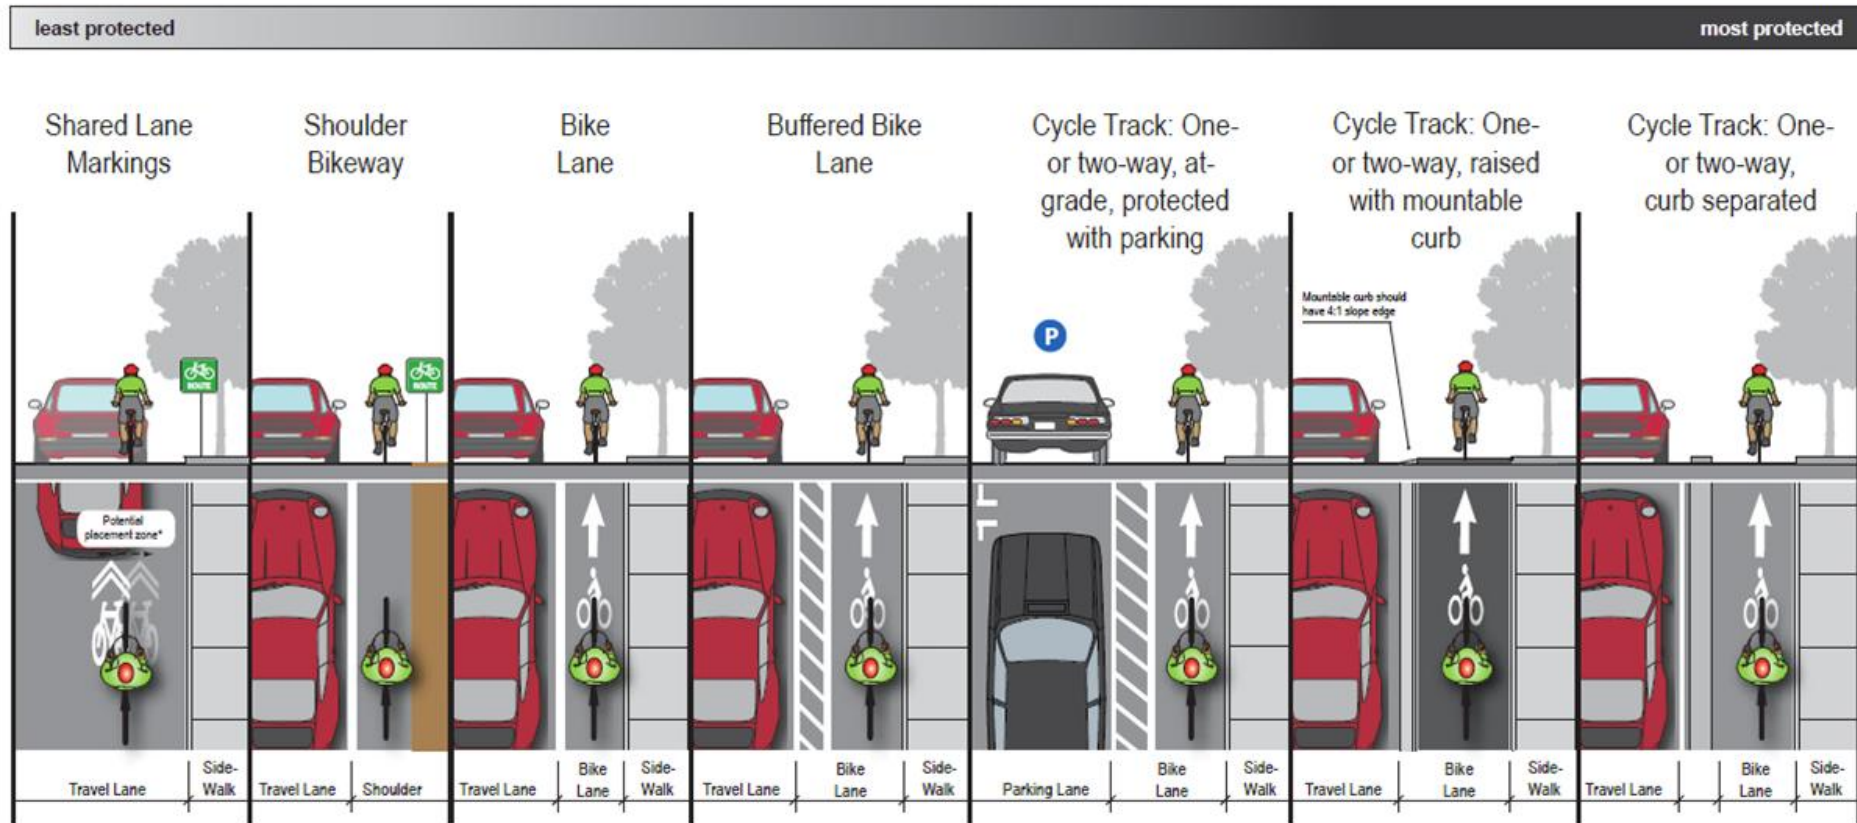 least protected
most protected
Shared Lane
Markings
Shoulder
Bikeway
Bike
Lane
Buffered Bike
Lane
Cycle Track: One-
or two-way, at-
grade, protected
with parking
Cycle Track: One-
or two-way, raised
with mountable
curb
Cycle Track: One-
or two-way,
curb separated
Mountable curb should
have 4:1 slope edge
P
ROUTE
ROUTE
Potential
placement zone*
Travel Lane
Side-
Walk
Travel Lane
Shoulder
Travel Lane
Bike
Lane
Side-
Walk
Travel Lane
Bike
Lane
Side-
Walk
Parking Lane
Bike
Lane
Side-
Walk
Travel Lane
Bike
Lane
Side-
Walk
Travel Lane
Bike
Lane
Side-
Walk